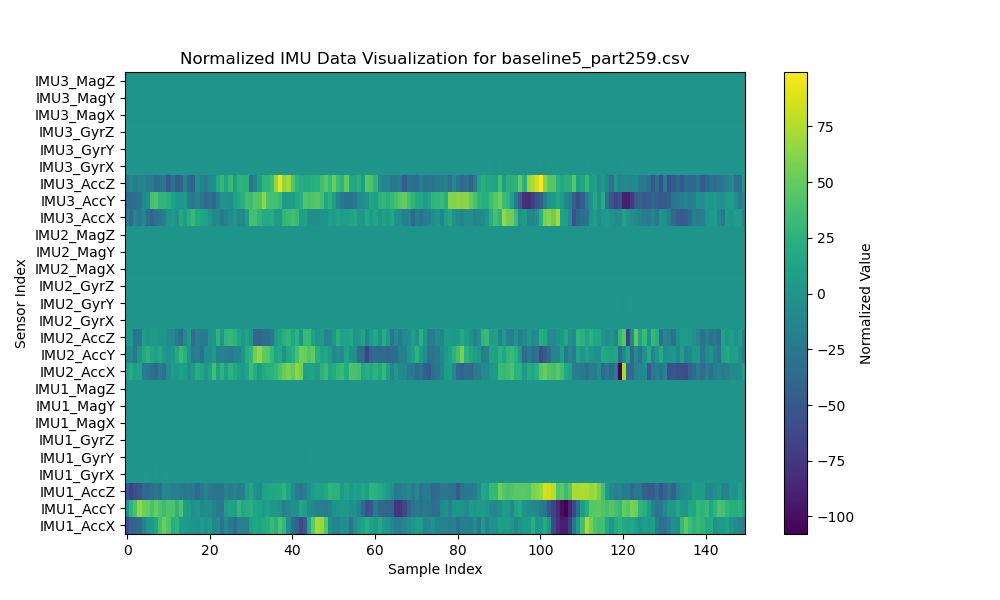 Normalized IMU Data Visualization for baseline5_part259.csv
IMU3_MagZ
IMU3_MagY
IMU3_MagX
IMU3_GyrZ
IMU3_GyrY
IMU3_GyrX
IMU3_AccZ
IMU3_AccY
IMU3_AccX
IMU2_MagZ
IMU2_MagY
IMU2_MagX
IMU2_GyrZ
IMU2_GyrY
IMU2_GyrX
IMU2_AccZ
IMU2_AccY
IMU2_AccX
IMU1_MagZ
IMU1_MagY
IMU1_MagX
IMU1_GyrZ
IMU1_GyrY
IMU1_GyrX
IMU1_AccZ
IMU1_AccY
IMU1_AccX
Sensor Index
0 20 40 60 80 100 120 140
Sample Index
75
50
25
0
−25
−50
−75
−100
Normalized Value